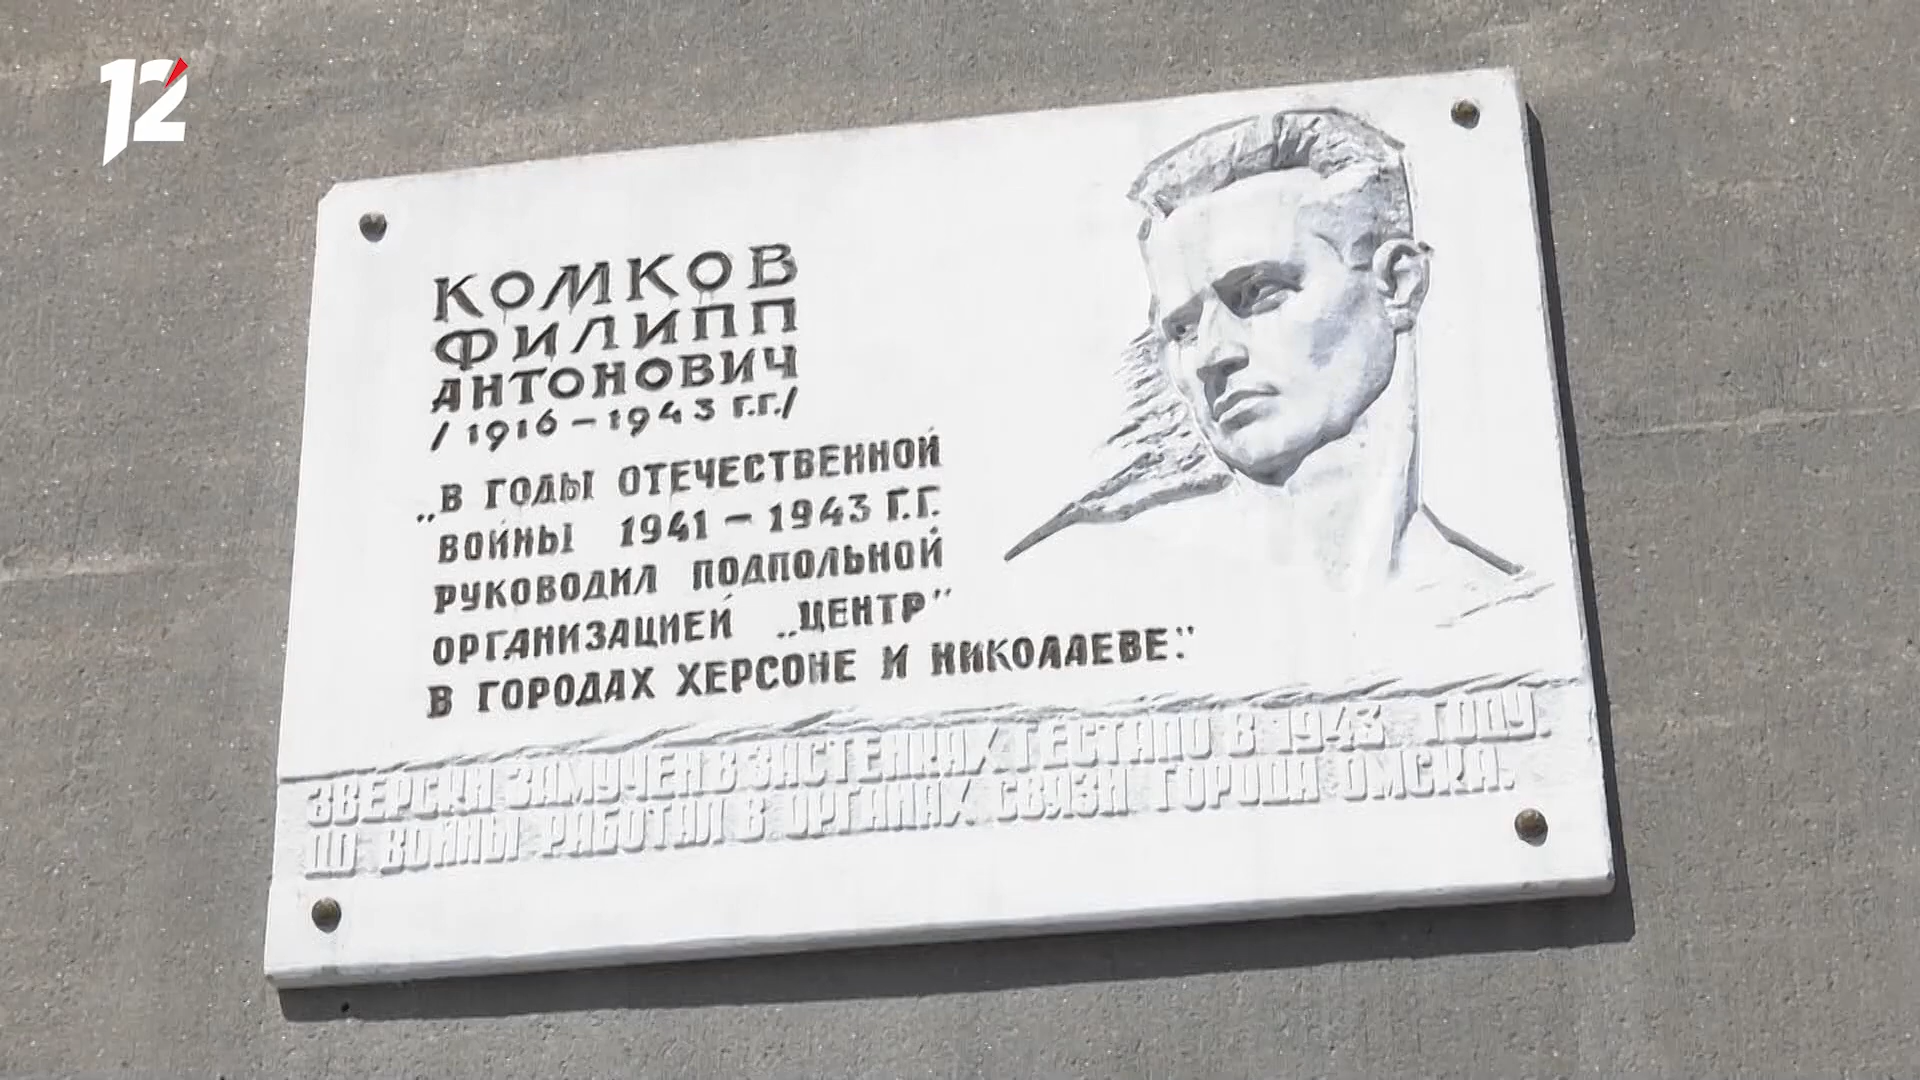 12
КОМКОВ
ФИЛИПП
АНТОНОВИЧ
/1916–1943 Г.Г./
„В ГОДЫ ОТЕЧЕСТВЕННОЙ
ВОЙНЫ 1941–1943 Г.Г.
РУКОВОДИЛ ПОДПОЛЬНОЙ
ОРГАНИЗАЦИЕЙ „ЦЕНТР”
В ГОРОДАХ ХЕРСОНЕ И НИКОЛАЕВЕ.”
ЗВЕРСКИ ЗАМУЧЕН В ЗАСТЕНКАХ ГЕСТАПО В 1943 ГОДУ.
ДО ВОЙНЫ РАБОТАЛ В ОРГАНАХ СВЯЗИ ГОРОДА ОМСКА.